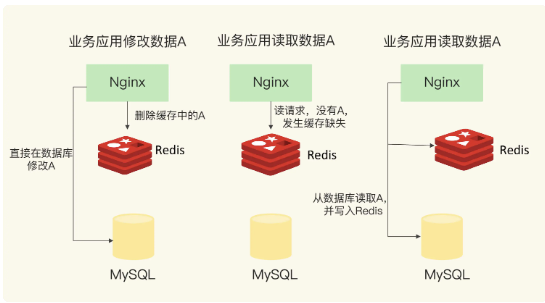 业务应用修改数据A
Nginx
删除缓存中的A
直接在数据库
修改A
Redis
MySQL
业务应用读取数据A
Nginx
读请求，没有A，
发生缓存缺失
Redis
MySQL
业务应用读取数据A
Nginx
Redis
从数据库读取A，
并写入Redis
MySQL